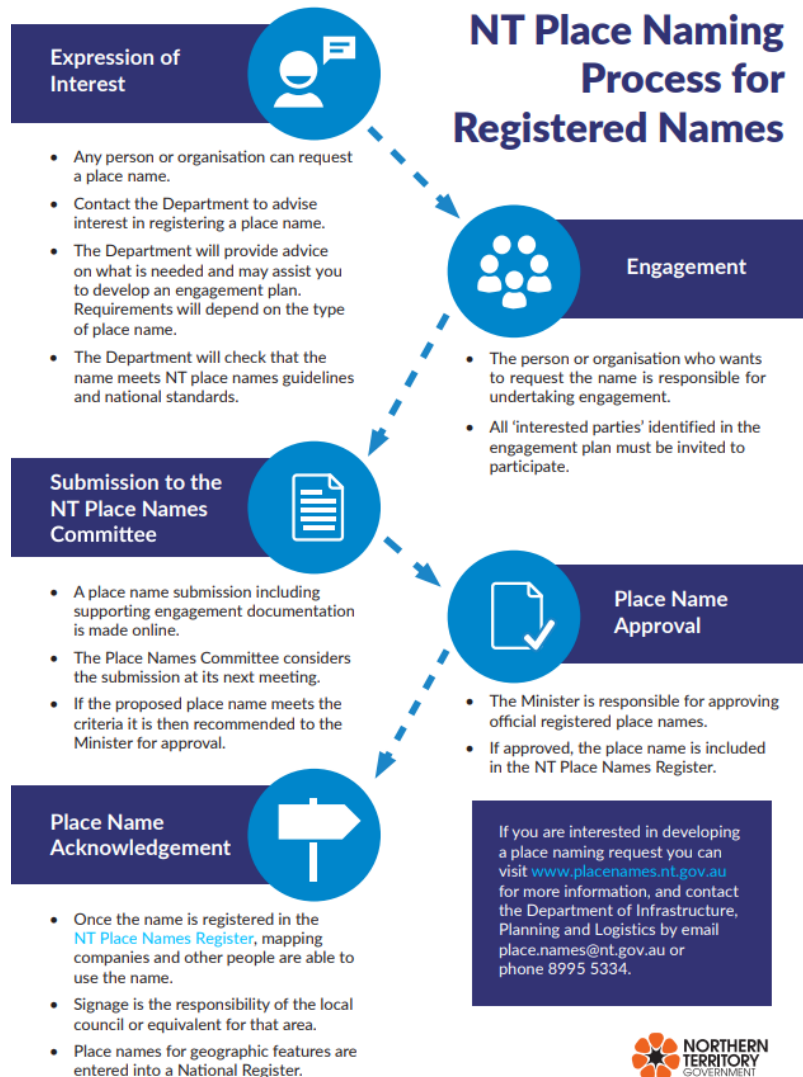 NT Place Naming
Process for
Registered Names
Expression of
Interest
• Any person or organisation can request
a place name.
• Contact the Department to advise
interest in registering a place name.
• The Department will provide advice
on what is needed and may assist you
to develop an engagement plan.
Requirements will depend on the type
of place name.
• The Department will check that the
name meets NT place names guidelines
and national standards.
Engagement
• The person or organisation who wants
to request the name is responsible for
undertaking engagement.
• All ‘interested parties’ identified in the
engagement plan must be invited to
participate.
Submission to the
NT Place Names
Committee
• A place name submission including
supporting engagement documentation
is made online.
• The Place Names Committee considers
the submission at its next meeting.
• If the proposed place name meets the
criteria it is then recommended to the
Minister for approval.
Place Name
Approval
• The Minister is responsible for approving
official registered place names.
• If approved, the place name is included
in the NT Place Names Register.
Place Name
Acknowledgement
• Once the name is registered in the
NT Place Names Register, mapping
companies and other people are able to
use the name.
• Signage is the responsibility of the local
council or equivalent for that area.
• Place names for geographic features are
entered into a National Register.
If you are interested in developing
a place naming request you can
visit www.placenames.nt.gov.au
for more information, and contact
the Department of Infrastructure,
Planning and Logistics by email
place.names@nt.gov.au or
phone 8995 5334.
NORTHERN
TERRITORY
GOVERNMENT